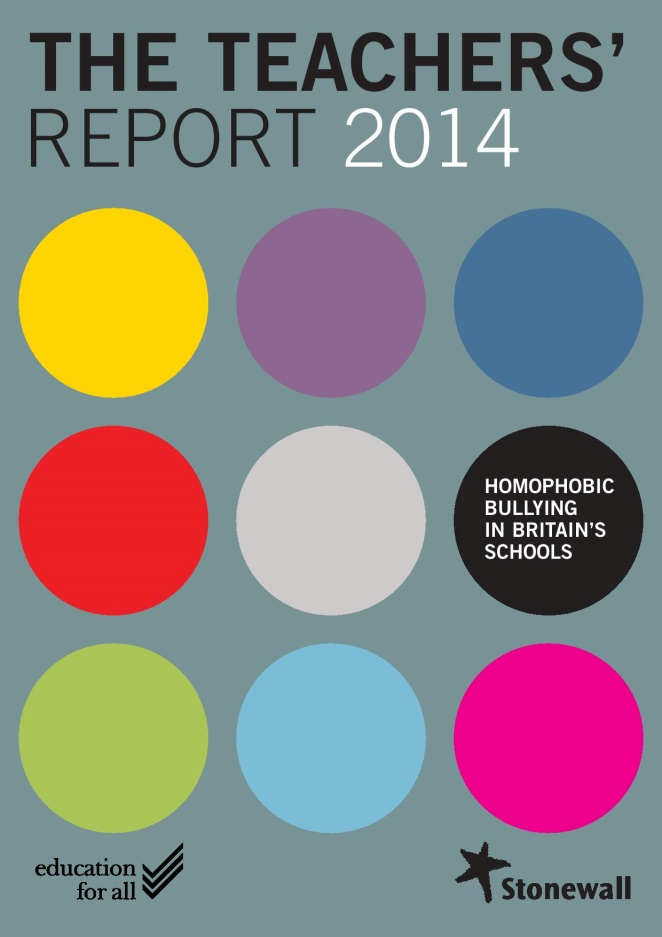 THE TEACHERS'
REPORT 2014
HOMOPHOBIC
BULLYING
IN BRITAIN'S
SCHOOLS
education
for all
Stonewall